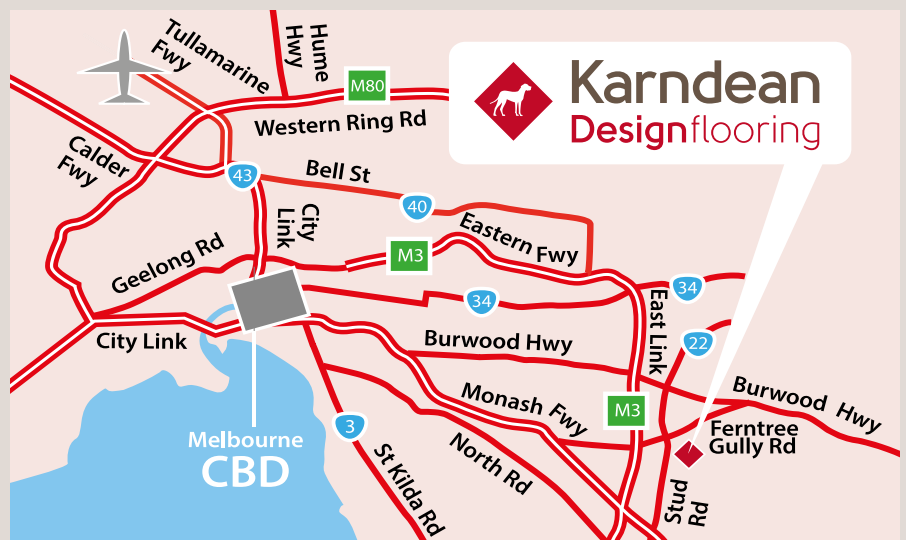 Tullamarine
Fwy
Hume
Hwy
M80
Western Ring Rd
Karndean
Designflooring
Calder
Fwy
43
Bell St
40
City
Link
Eastern Fwy
M3
Geelong Rd
34
34
East Link
City Link
Burwood Hwy
22
Monash Fwy
M3
Burwood Hwy
Ferntree
Gully Rd
3
Melbourne
CBD
St Kilda Rd
North Rd
Stud
Rd